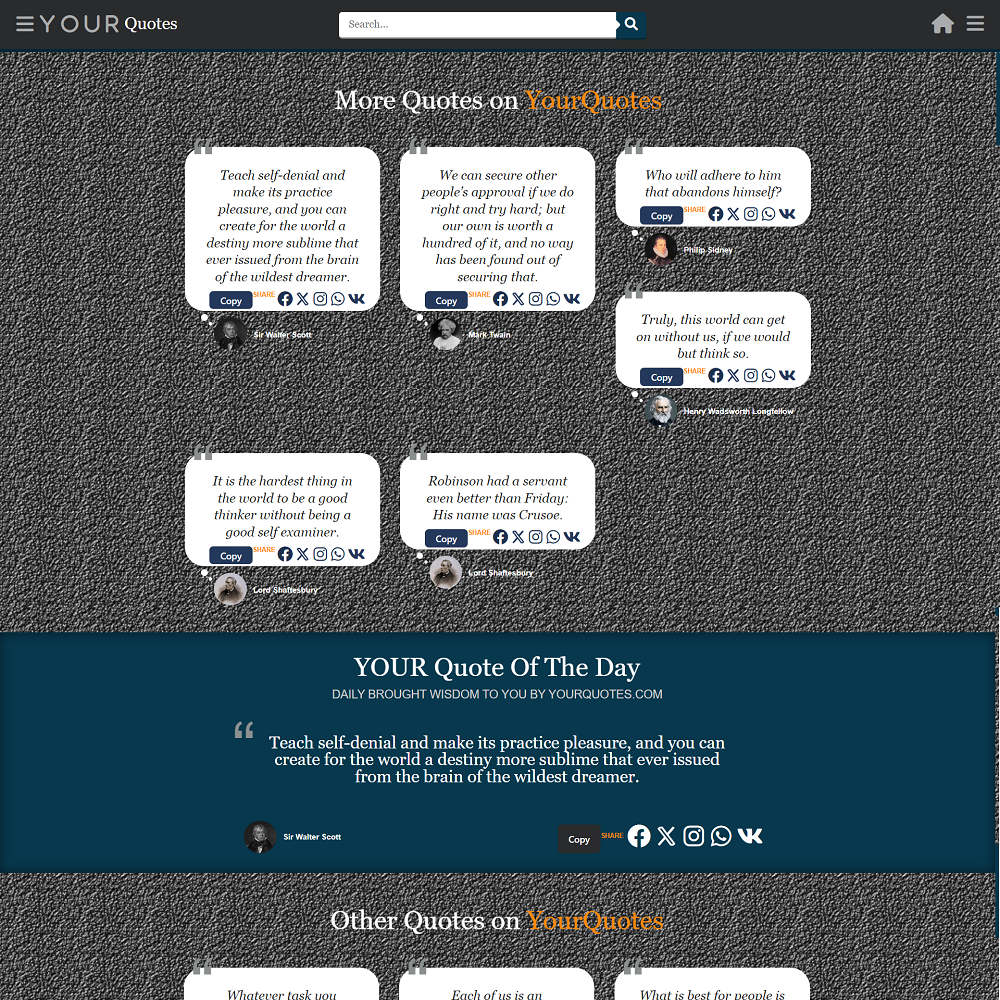 YOUR Quotes
Search...
More Quotes on YourQuotes
Teach self-denial and
make its practice
pleasure, and you can
create for the world a
destiny more sublime that
ever issued from the brain
of the wildest dreamer.
Copy SHARE
Sir Walter Scott
We can secure other
people’s approval if we do
right and try hard; but
our own is worth a
hundred of it, and no way
has been found out of
securing that.
Copy SHARE
Mark Twain
Who will adhere to him
that abandons himself?
Copy SHARE
Philip Sidney
Truly, this world can get
on without us, if we would
but think so.
Copy SHARE
Henry Wadsworth Longfellow
It is the hardest thing in
the world to be a good
thinker without being a
good self examiner.
Copy SHARE
Lord Shaftesbury
Robinson had a servant
even better than Friday:
His name was Crusoe.
Copy SHARE
Lord Shaftesbury
YOUR Quote Of The Day
DAILY BROUGHT WISDOM TO YOU BY YOURQUOTES.COM
Teach self-denial and make its practice pleasure, and you can
create for the world a destiny more sublime that ever issued
from the brain of the wildest dreamer.
Sir Walter Scott
Copy SHARE
Other Quotes on YourQuotes
Whatever task you
Each of us is an
What is best for people is